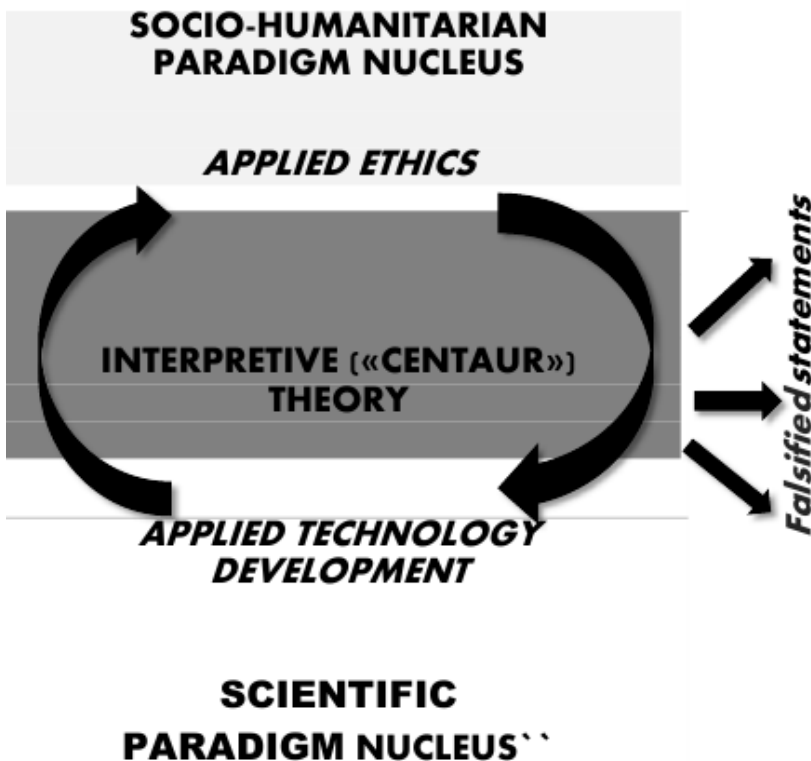 SOCIO-HUMANITARIAN
PARADIGM NUCLEUS
APPLIED ETHICS
INTERPRETIVE («CENTAUR»)
THEORY
Falsified statements
APPLIED TECHNOLOGY
DEVELOPMENT
SCIENTIFIC
PARADIGM NUCLEUS``